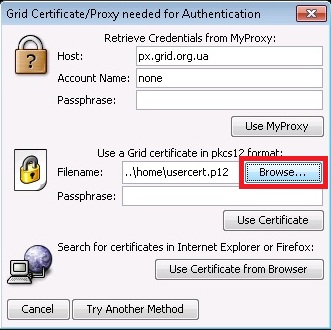 Grid Certificate/Proxy needed for Authentication
Retrieve Credentials from MyProxy:
Host: px.grid.org.ua
Account Name: none
Passphrase:
Use MyProxy
Use a Grid certificate in pkcs12 format:
Filename: ..\home\usercert.p12 Browse...
Passphrase:
Use Certificate
Search for certificates in Internet Explorer or Firefox:
Use Certificate from Browser
Cancel Try Another Method